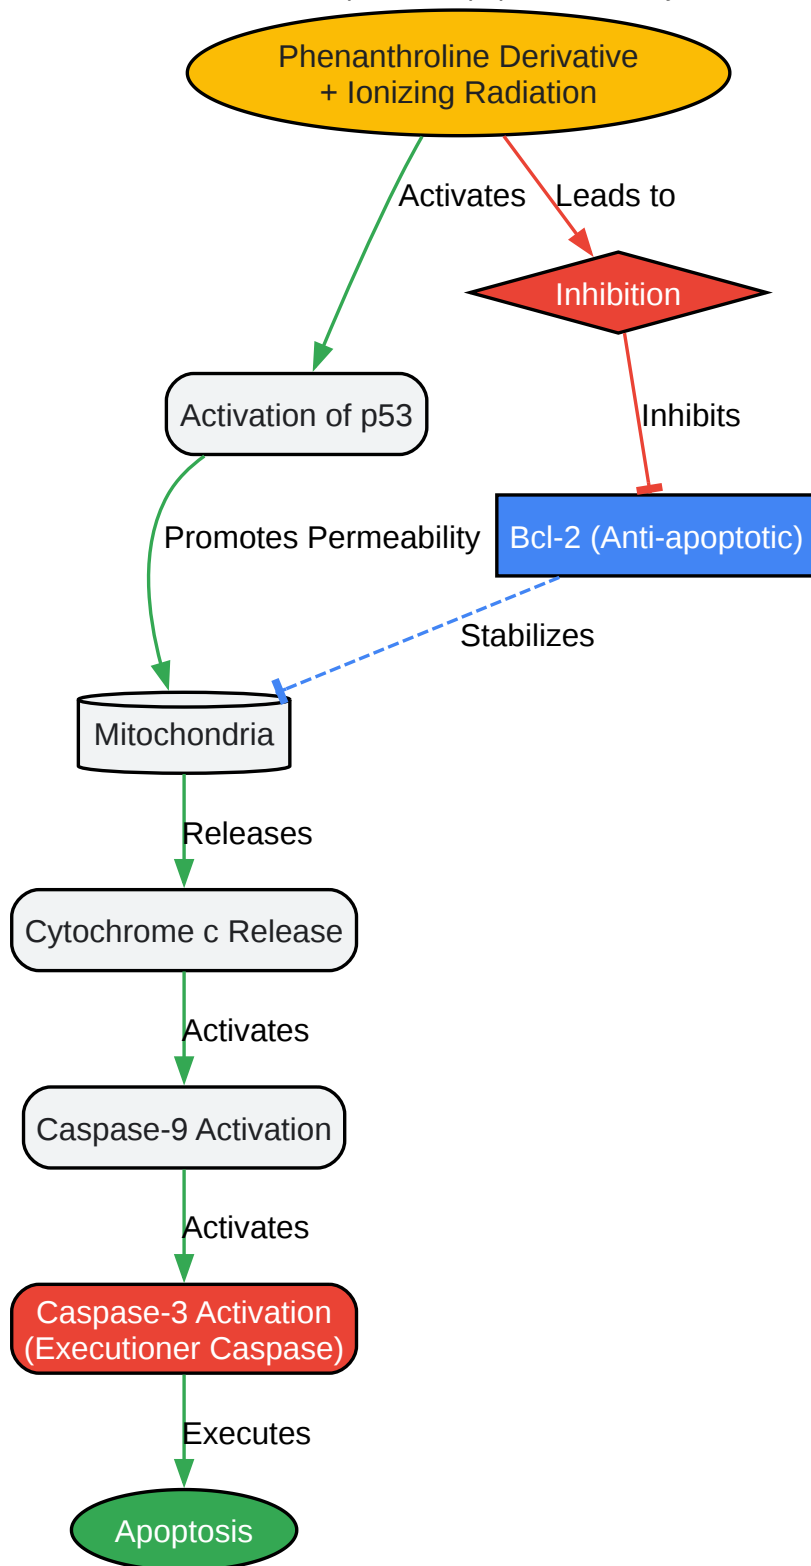 Phenanthroline Derivative
+ Ionizing Radiation
Activates
Leads to
Inhibition
Activation of p53
Inhibits
Promotes Permeability
Bcl-2 (Anti-apoptotic)
Stabilizes
Mitochondria
Releases
Cytochrome c Release
Activates
Caspase-9 Activation
Activates
Caspase-3 Activation
(Executioner Caspase)
Executes
Apoptosis